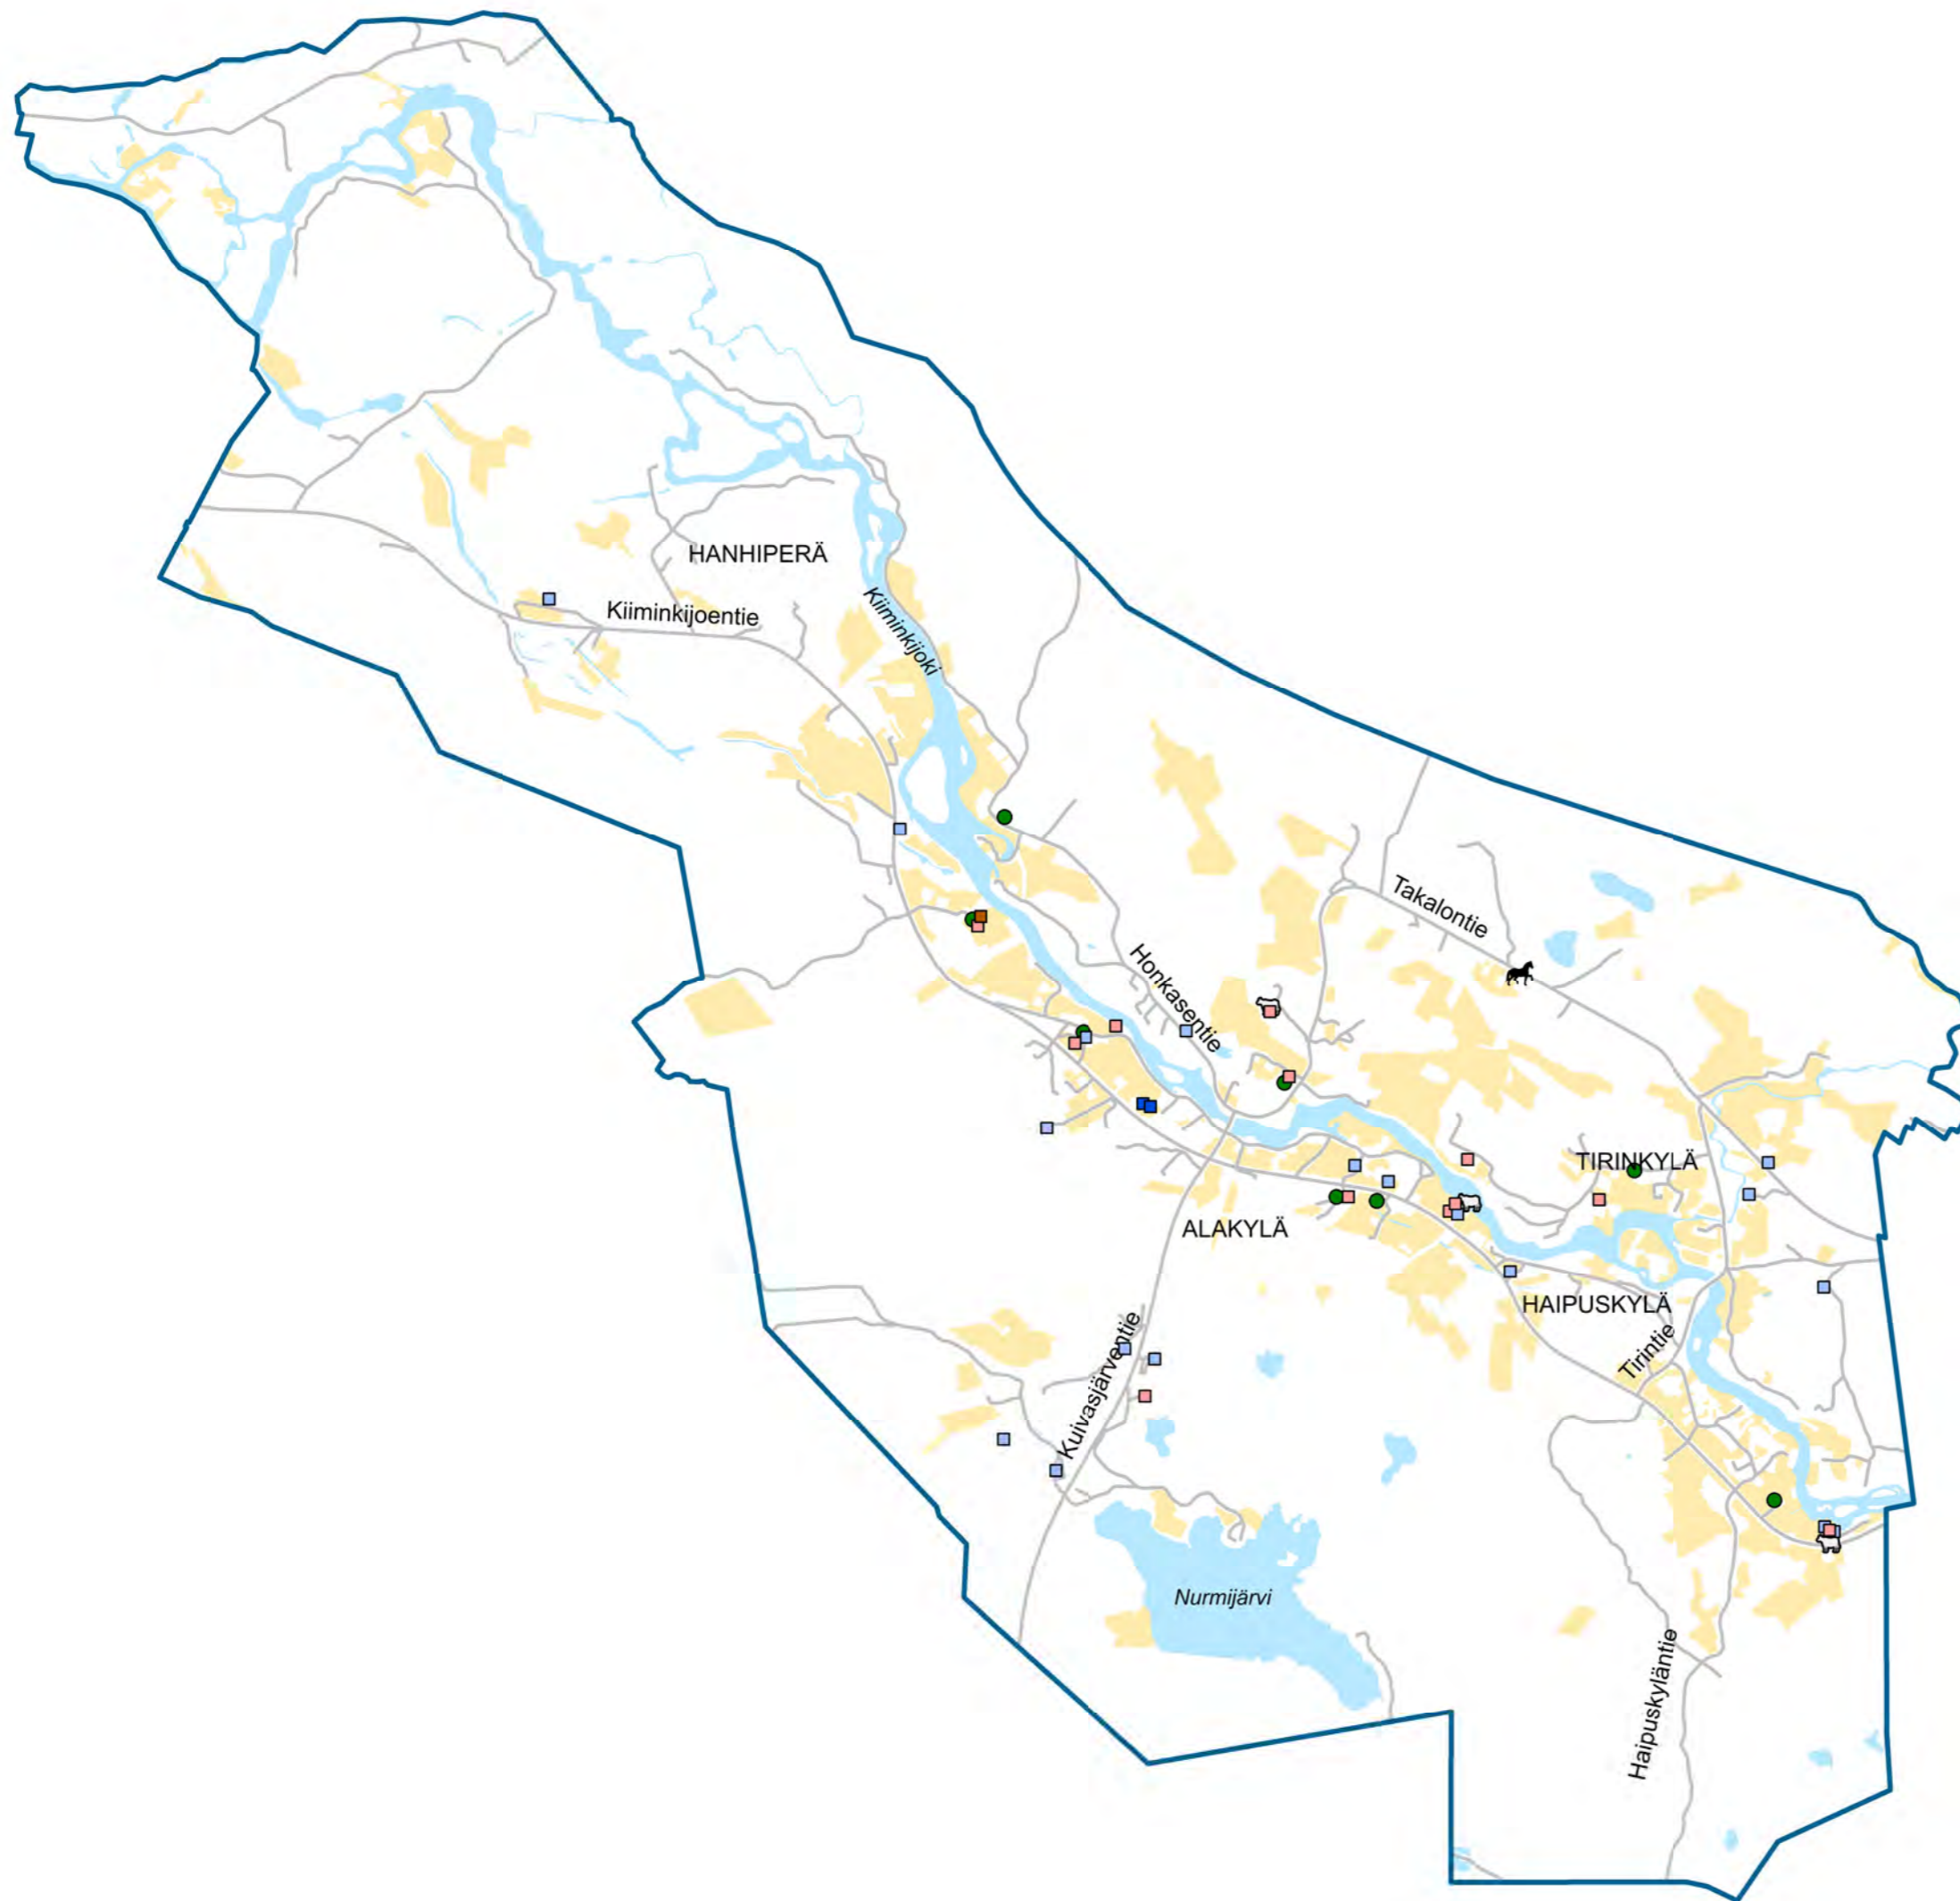 HANHIPERÄ
Kiiminkijoentie
Kiiminkijoki
Takalontie
Honkasentie
TIRINKYLÄ
ALAKYLÄ
HAIPUSKYLÄ
Tirintie
Kuivasjärventie
Nurmijärvi
Haipuskyläntie